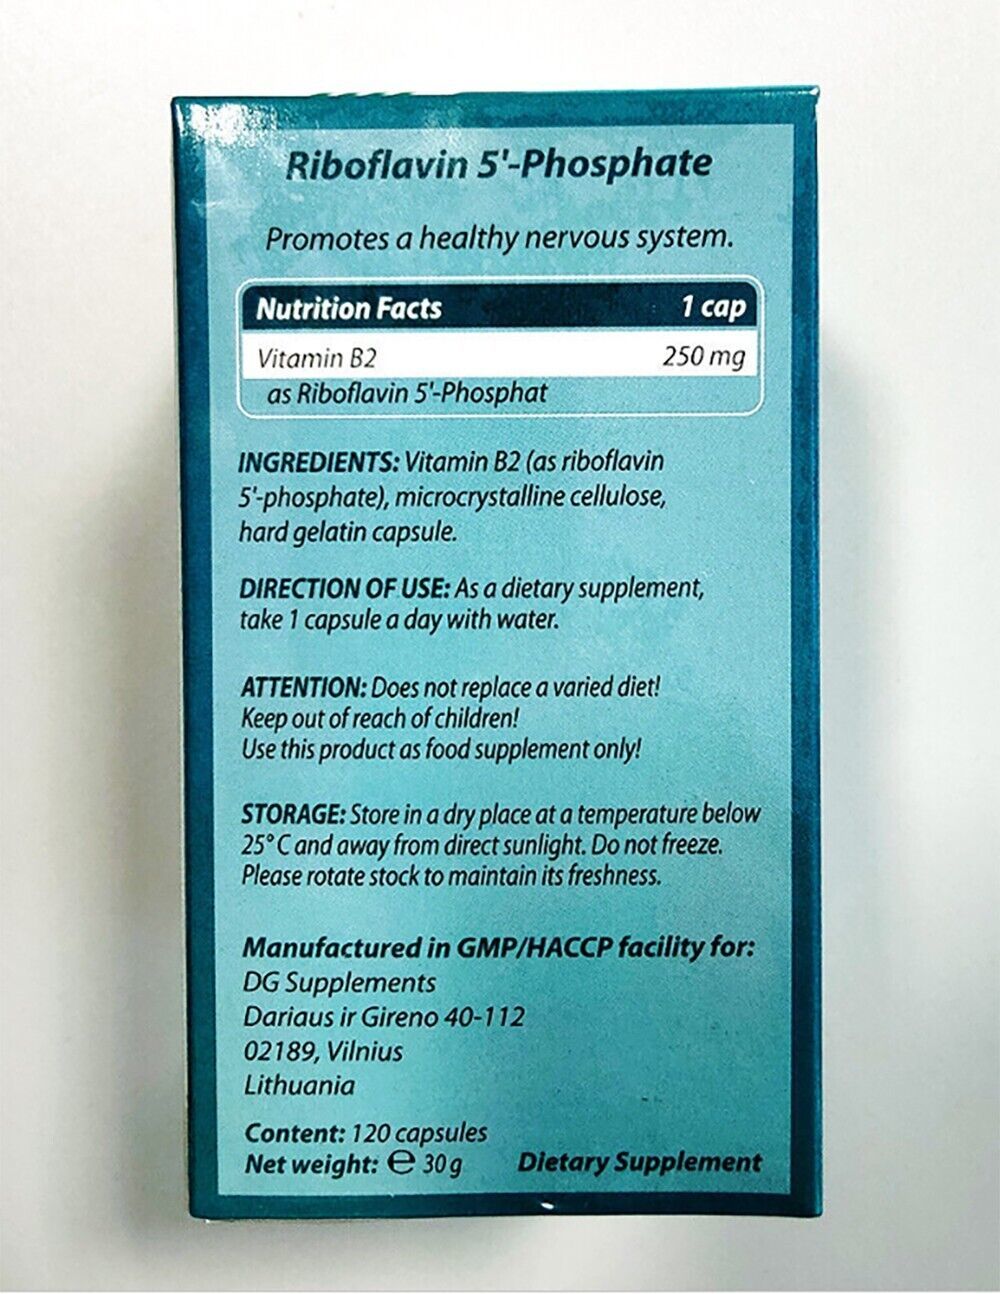 Riboflavin 5'-Phosphate
Promotes a healthy nervous system.
Nutrition Facts 1 cap
Vitamin B2 250 mg
as Riboflavin 5'-Phosphat
INGREDIENTS: Vitamin B2 (as riboflavin
5'-phosphate), microcrystalline cellulose,
hard gelatin capsule.
DIRECTION OF USE: As a dietary supplement,
take 1 capsule a day with water.
ATTENTION: Does not replace a varied diet!
Keep out of reach of children!
Use this product as food supplement only!
STORAGE: Store in a dry place at a temperature below
25°C and away from direct sunlight. Do not freeze.
Please rotate stock to maintain its freshness.
Manufactured in GMP/HACCP facility for:
DG Supplements
Dariaus ir Gireno 40-112
02189, Vilnius
Lithuania
Content: 120 capsules
Net weight: ℮ 30 g Dietary Supplement